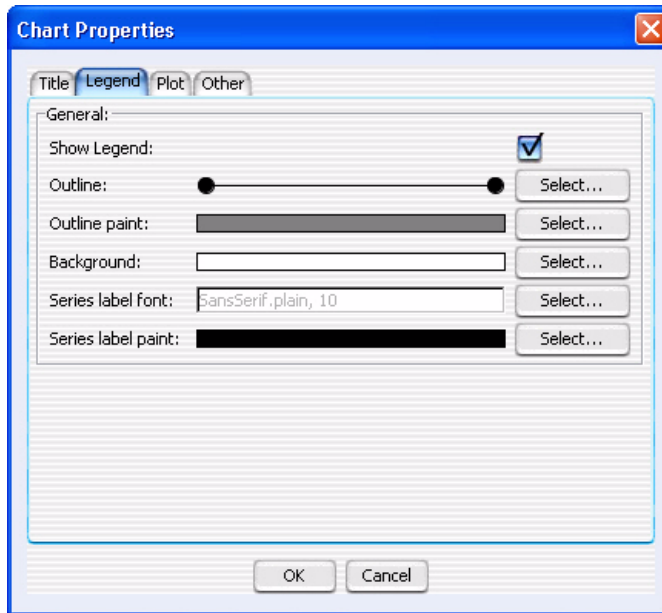 Chart Properties
Title Legend Plot Other
General:
Show Legend:
Outline: Select...
Outline paint: Select...
Background: Select...
Series label font: SansSerif.plain, 10 Select...
Series label paint: Select...
OK Cancel